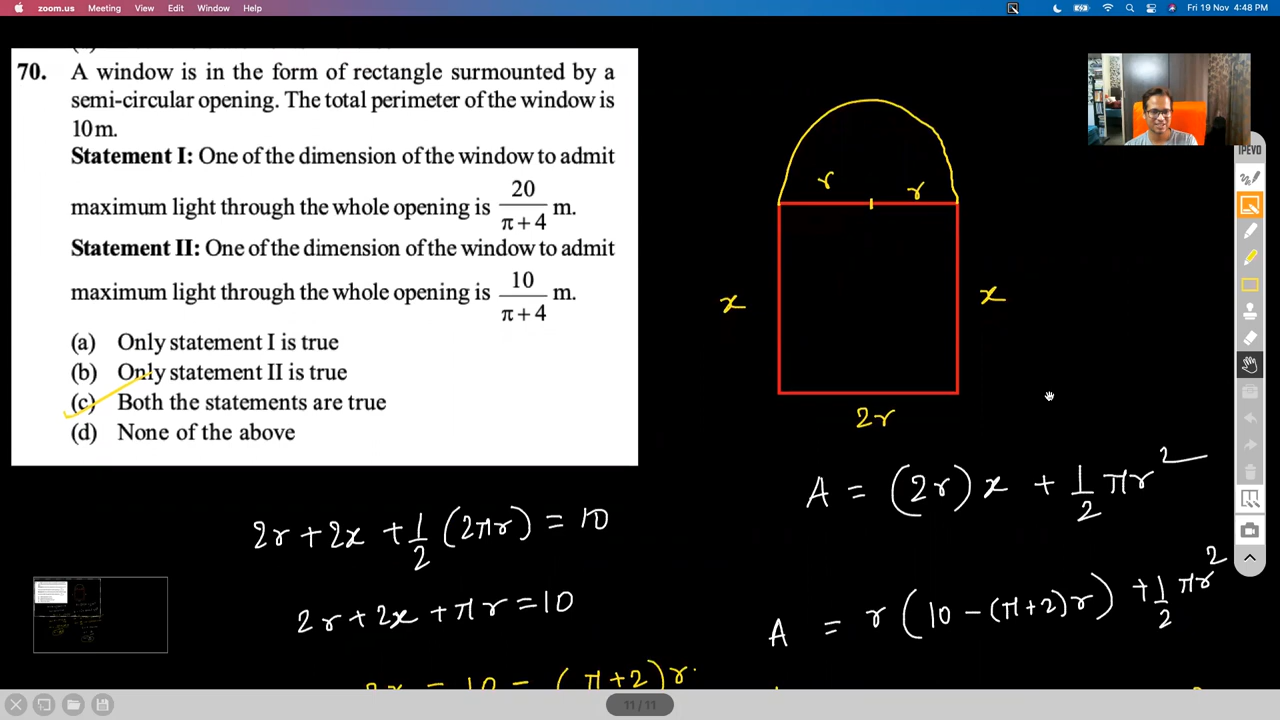 zoom.us Meeting View Edit Window Help Fri 19 Nov 4:48 PM
70. A window is in the form of rectangle surmounted by a
semi-circular opening. The total perimeter of the window is
10 m.
Statement I: One of the dimension of the window to admit
maximum light through the whole opening is 20/(π + 4) m.
Statement II: One of the dimension of the window to admit
maximum light through the whole opening is 10/(π + 4) m.
(a) Only statement I is true
(b) Only statement II is true
(c) Both the statements are true
(d) None of the above
r r
x x
2r
A = (2r) x + 1/2 πr²
2r + 2x + 1/2 (2πr) = 10
2r + 2x + πr = 10
A = r (10 − (π+2) r) + 1/2 πr²
2x = 10 − (π+2) r
IPEVO
11 / 11